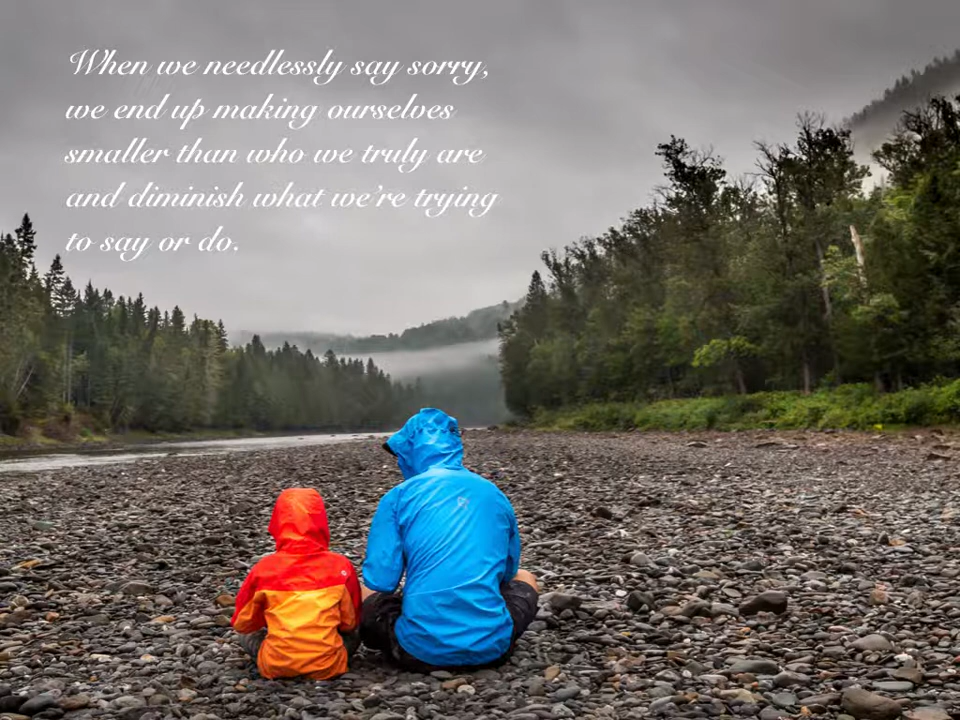 When we needlessly say sorry,
we end up making ourselves
smaller than who we truly are
and diminish what we're trying
to say or do.